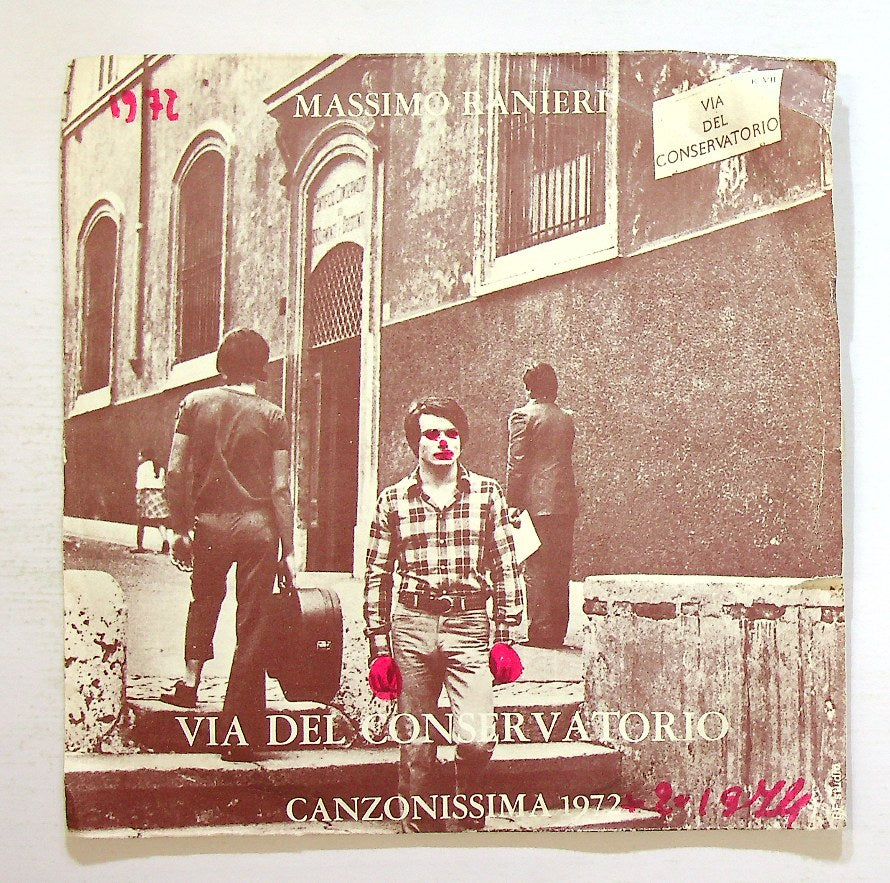 1972
MASSIMO RANIERI
VIA
DEL
CONSERVATORIO
VIA DEL CONSERVATORIO
CANZONISSIMA 1972 - 2 - 1974